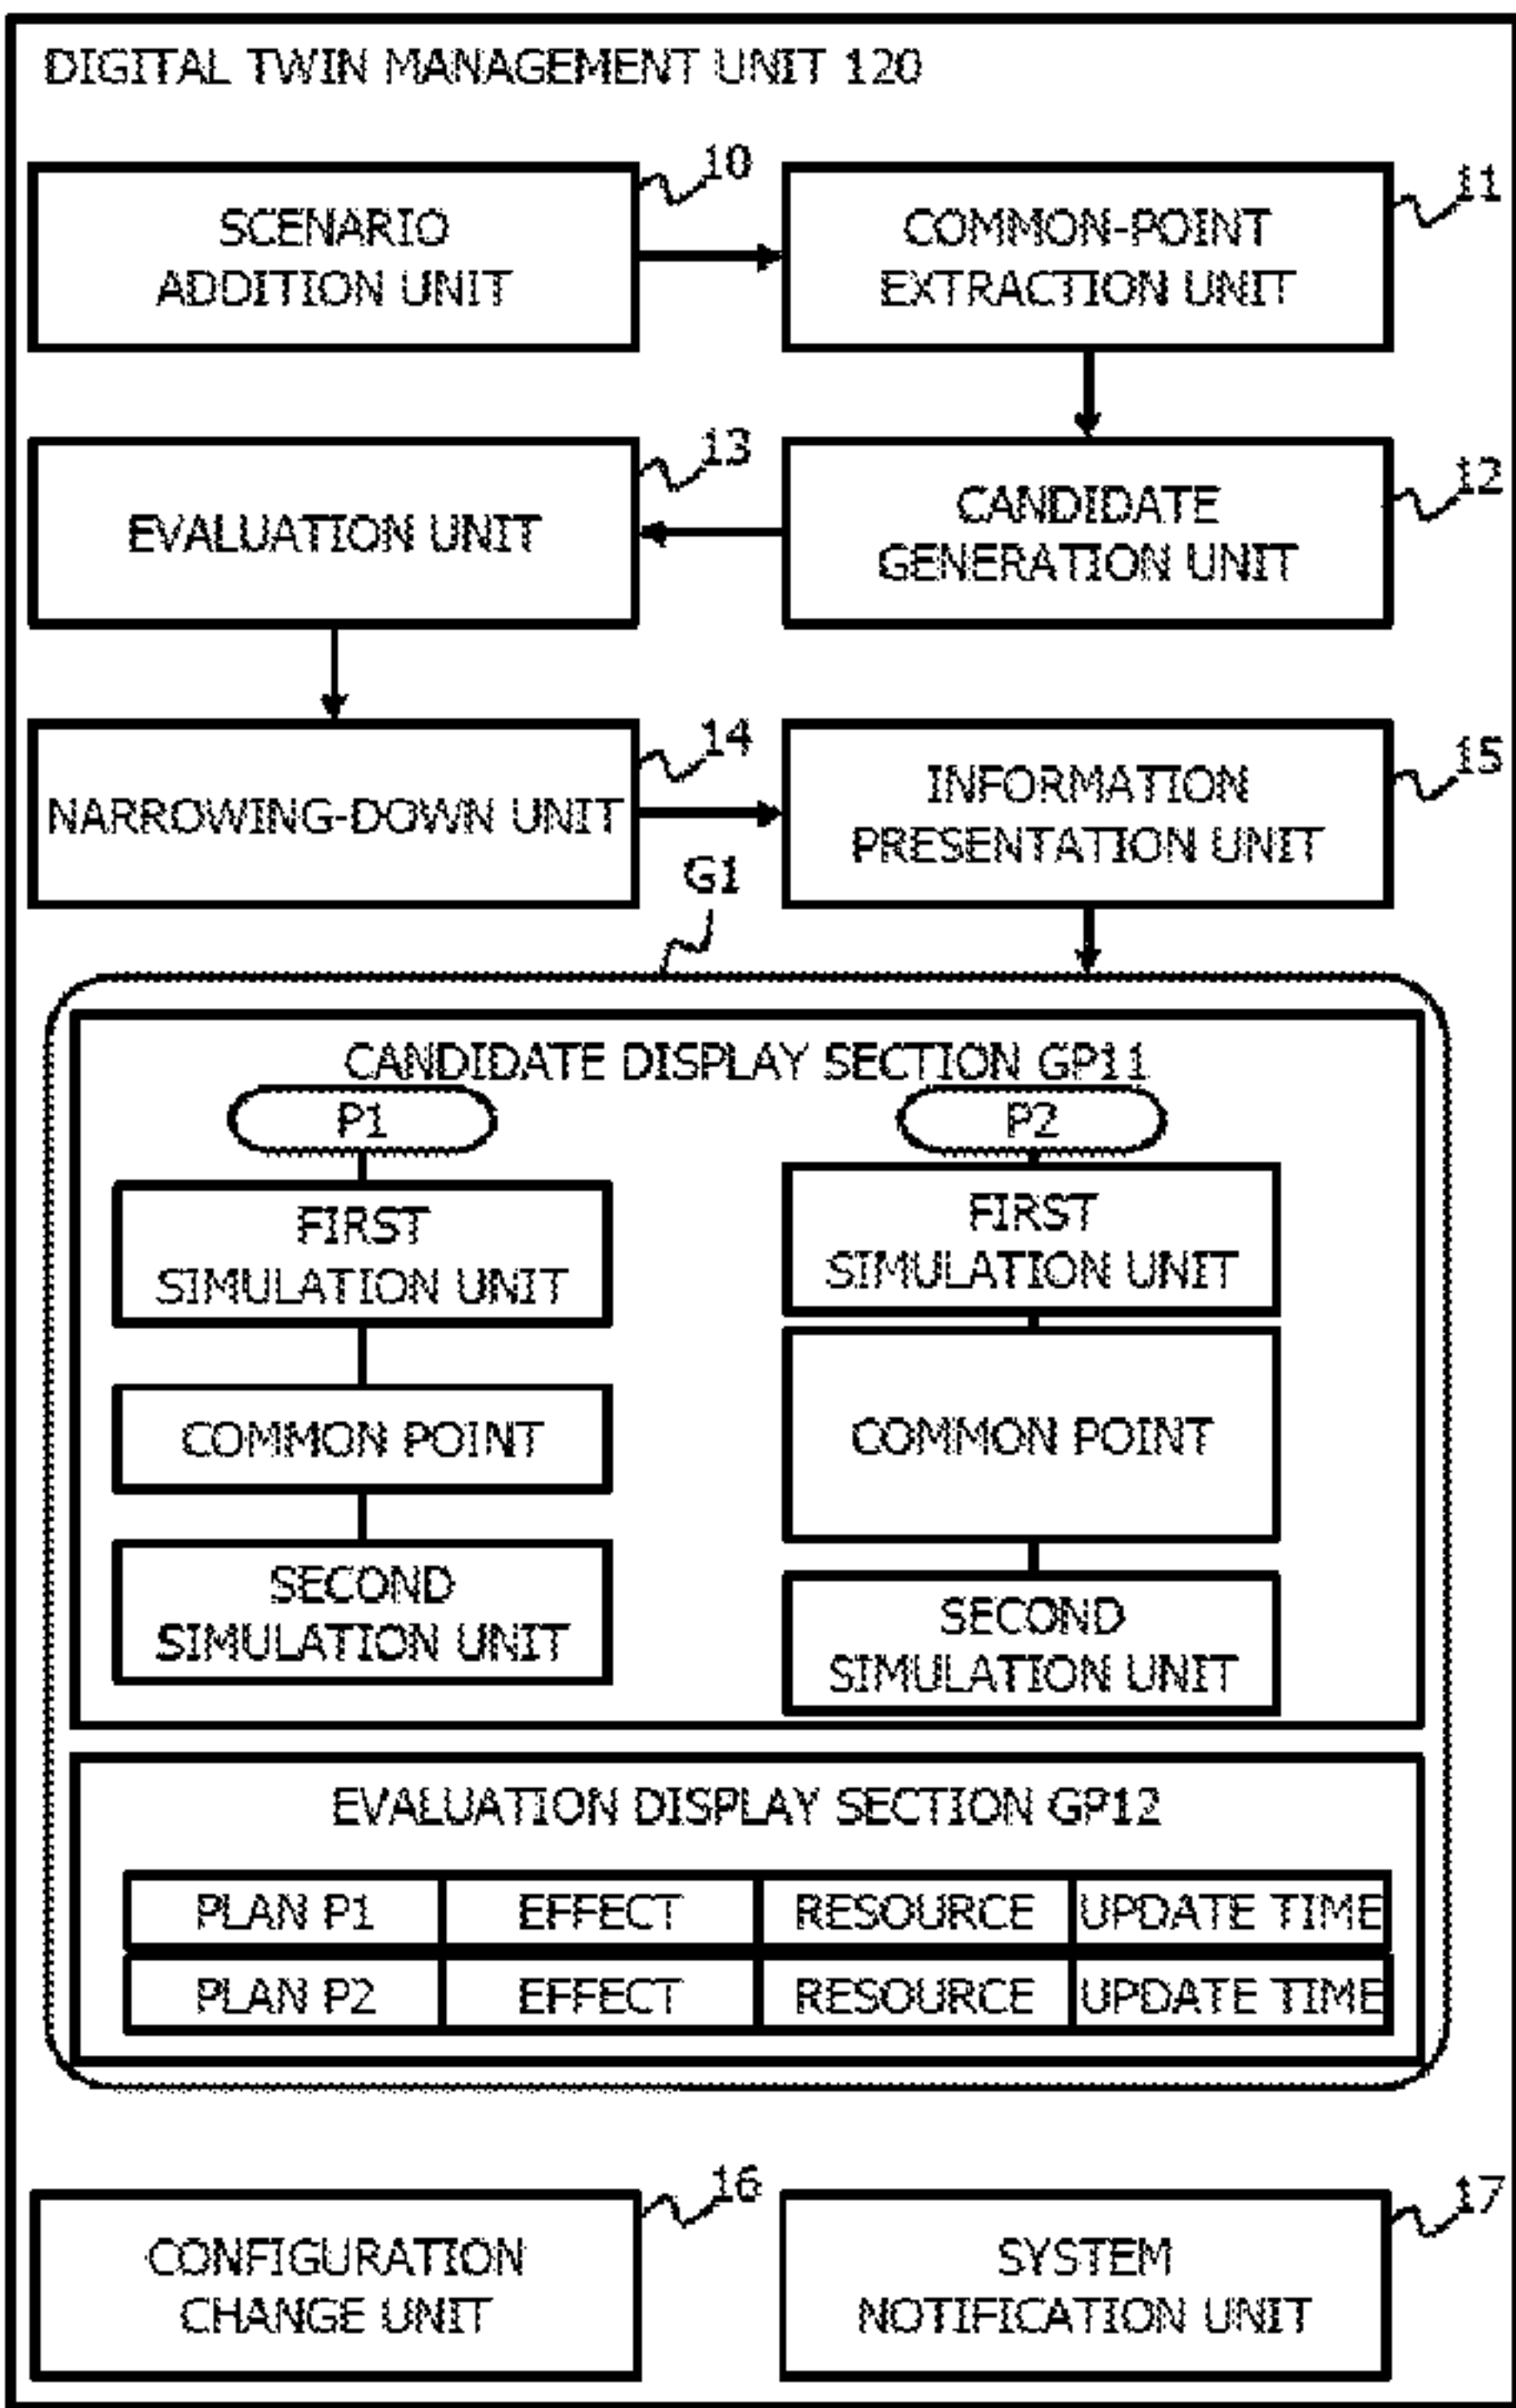 DIGITAL TWIN MANAGEMENT UNIT 120
10
SCENARIO
ADDITION UNIT
11
COMMON-POINT
EXTRACTION UNIT
13
EVALUATION UNIT
12
CANDIDATE
GENERATION UNIT
14
NARROWING-DOWN UNIT
15
INFORMATION
PRESENTATION UNIT
G1
CANDIDATE DISPLAY SECTION GP11
P1
FIRST
SIMULATION UNIT
COMMON POINT
SECOND
SIMULATION UNIT
P2
FIRST
SIMULATION UNIT
COMMON POINT
SECOND
SIMULATION UNIT
EVALUATION DISPLAY SECTION GP12
PLAN P1 EFFECT RESOURCE UPDATE TIME
PLAN P2 EFFECT RESOURCE UPDATE TIME
16
CONFIGURATION
CHANGE UNIT
17
SYSTEM
NOTIFICATION UNIT